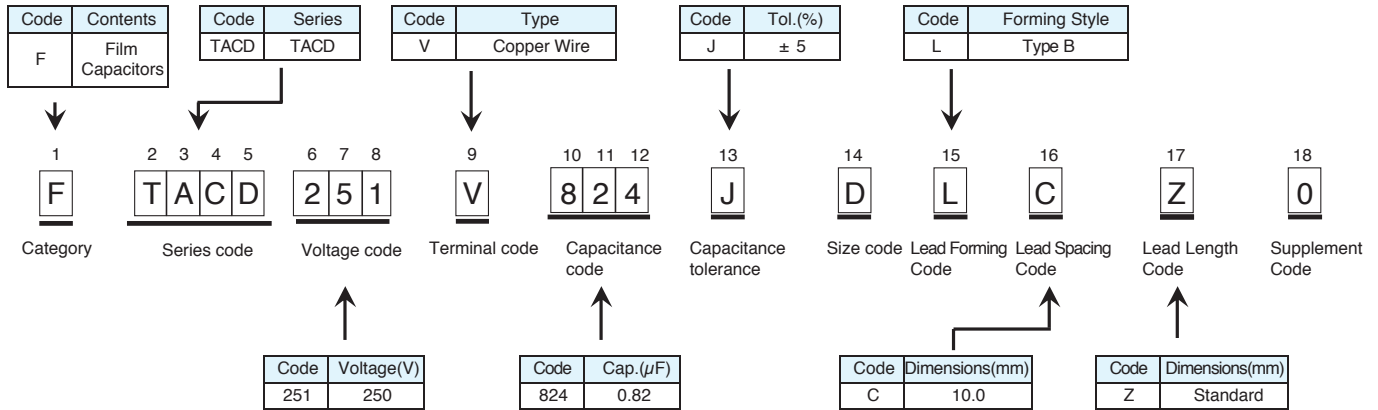 Code Contents
F Film Capacitors
Code Series
TACD TACD
Code Type
V Copper Wire
Code Tol.(%)
J ± 5
Code Forming Style
L Type B
1 2 3 4 5 6 7 8 9 10 11 12 13 14 15 16 17 18
F T A C D 2 5 1 V 8 2 4 J D L C Z 0
Category
Series code
Voltage code
Terminal code
Capacitance
code
Capacitance
tolerance
Size code
Lead Forming
Code
Lead Spacing
Code
Lead Length
Code
Supplement
Code
Code Voltage(V)
251 250
Code Cap.(µF)
824 0.82
Code Dimensions(mm)
C 10.0
Code Dimensions(mm)
Z Standard